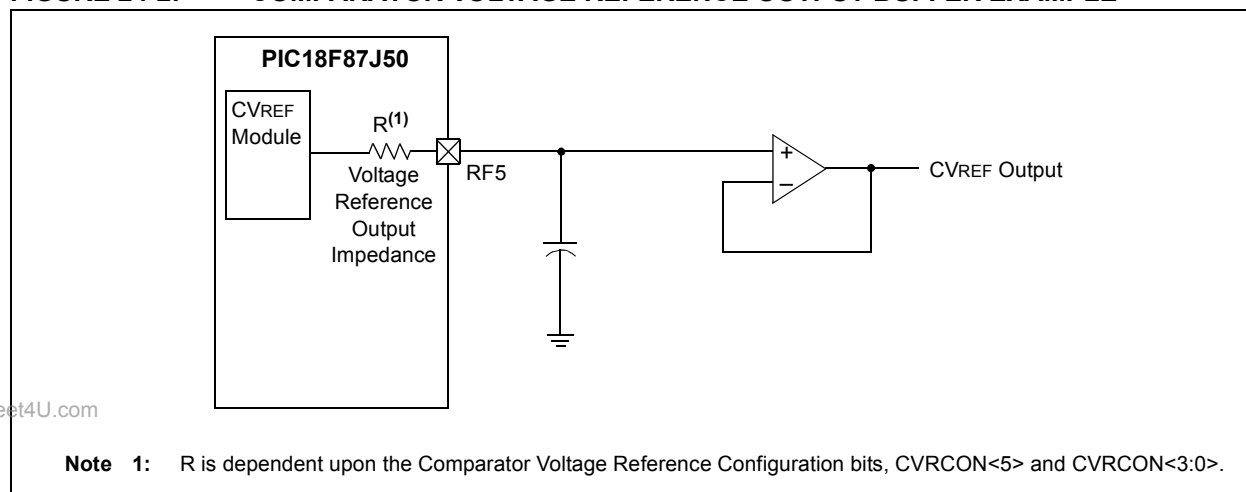 PIC18F87J50
CVREF
Module
R(1)
Voltage
Reference
Output
Impedance
RF5
+
–
CVREF Output
eet4U.com
Note 1: R is dependent upon the Comparator Voltage Reference Configuration bits, CVRCON<5> and CVRCON<3:0>.